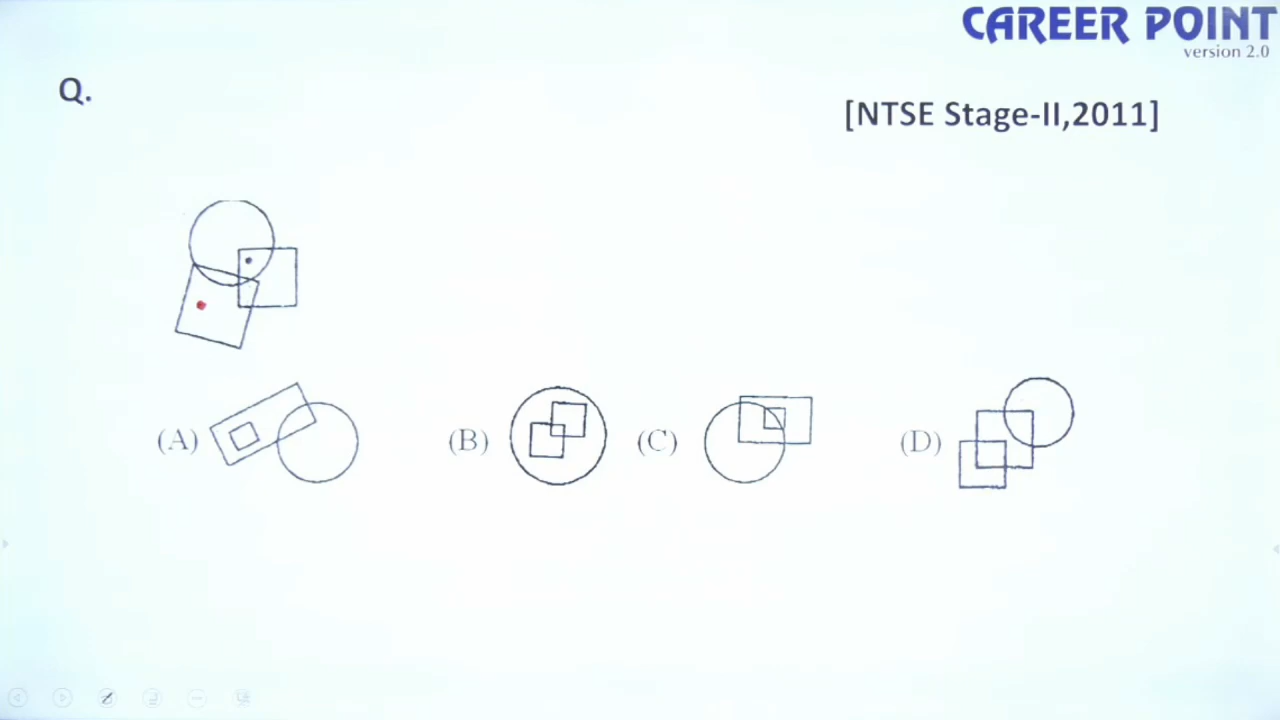 CAREER POINT
version 2.0
Q.
[NTSE Stage-II,2011]
(A) (B) (C) (D)